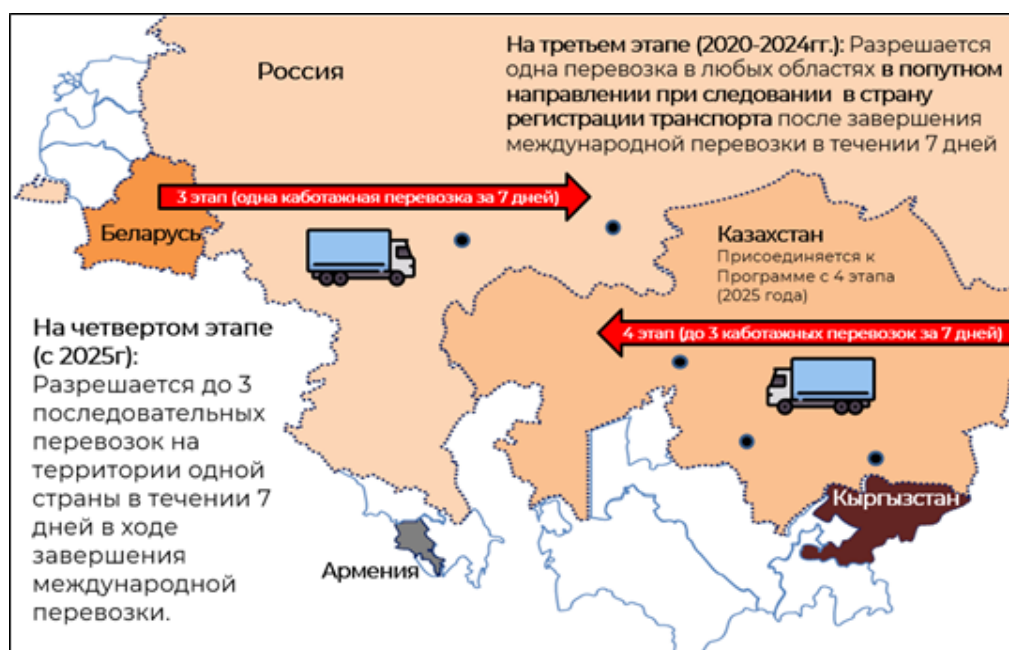 Россия
На третьем этапе (2020-2024гг.): Разрешается
одна перевозка в любых областях в попутном
направлении при следовании в страну
регистрации транспорта после завершения
международной перевозки в течении 7 дней
3 этап (одна каботажная перевозка за 7 дней)
Беларусь
Казахстан
Присоединяется к
Программе с 4 этапа
(2025 года)
4 этап (до 3 каботажных перевозок за 7 дней)
На четвертом этапе
(с 2025г):
Разрешается до 3
последовательных
перевозок на
территории одной
страны в течении 7
дней в ходе
завершения
международной
перевозки.
Кыргызстан
Армения